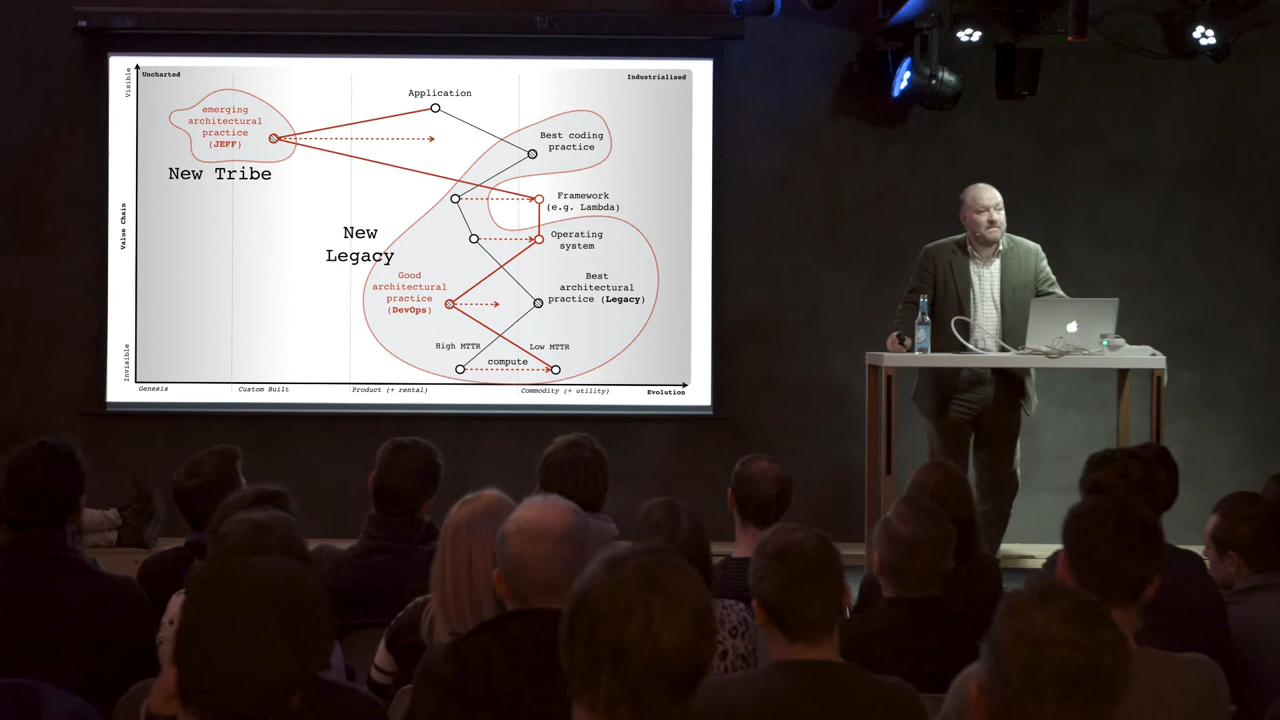 Uncharted
Industrialised
Visible
Value Chain
Invisible
emerging
architectural
practice
(JEFF)
New Tribe
Application
Best coding
practice
Framework
(e.g. Lambda)
Operating
system
New
Legacy
Good
architectural
practice
(DevOps)
Best
architectural
practice (Legacy)
High MTTR
Low MTTR
compute
Genesis
Custom Built
Product (+ rental)
Commodity (+ utility)
Evolution